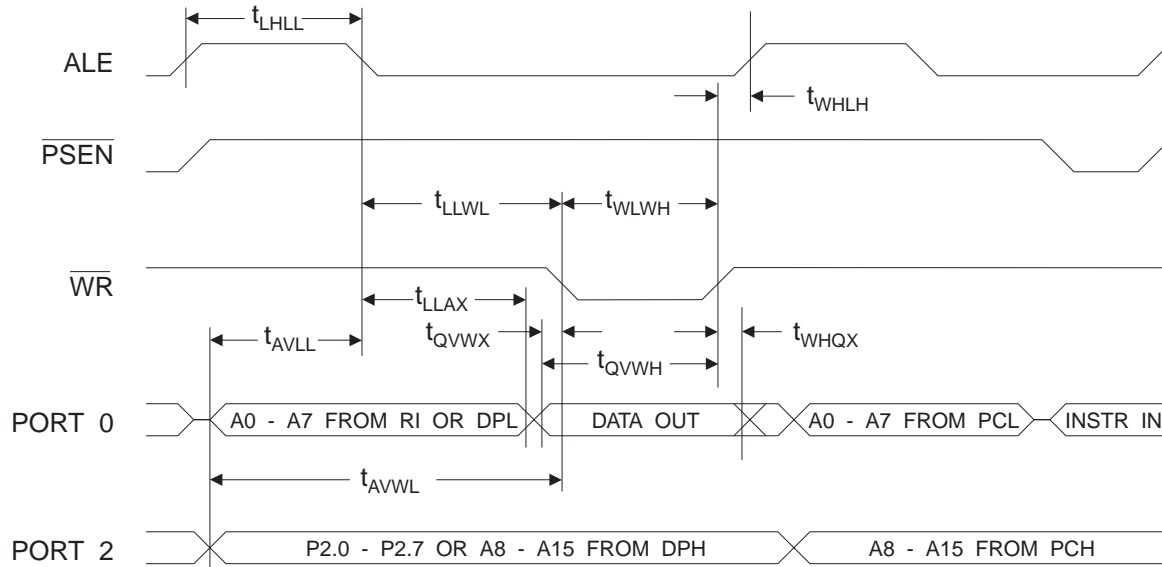 tLHLL
ALE
tWHLH
PSEN
tLLWL
tWLWH
WR
tLLAX
tQVWX
tWHQX
tAVLL
tQVWH
PORT 0
A0 - A7 FROM RI OR DPL
DATA OUT
A0 - A7 FROM PCL
INSTR IN
tAVWL
PORT 2
P2.0 - P2.7 OR A8 - A15 FROM DPH
A8 - A15 FROM PCH